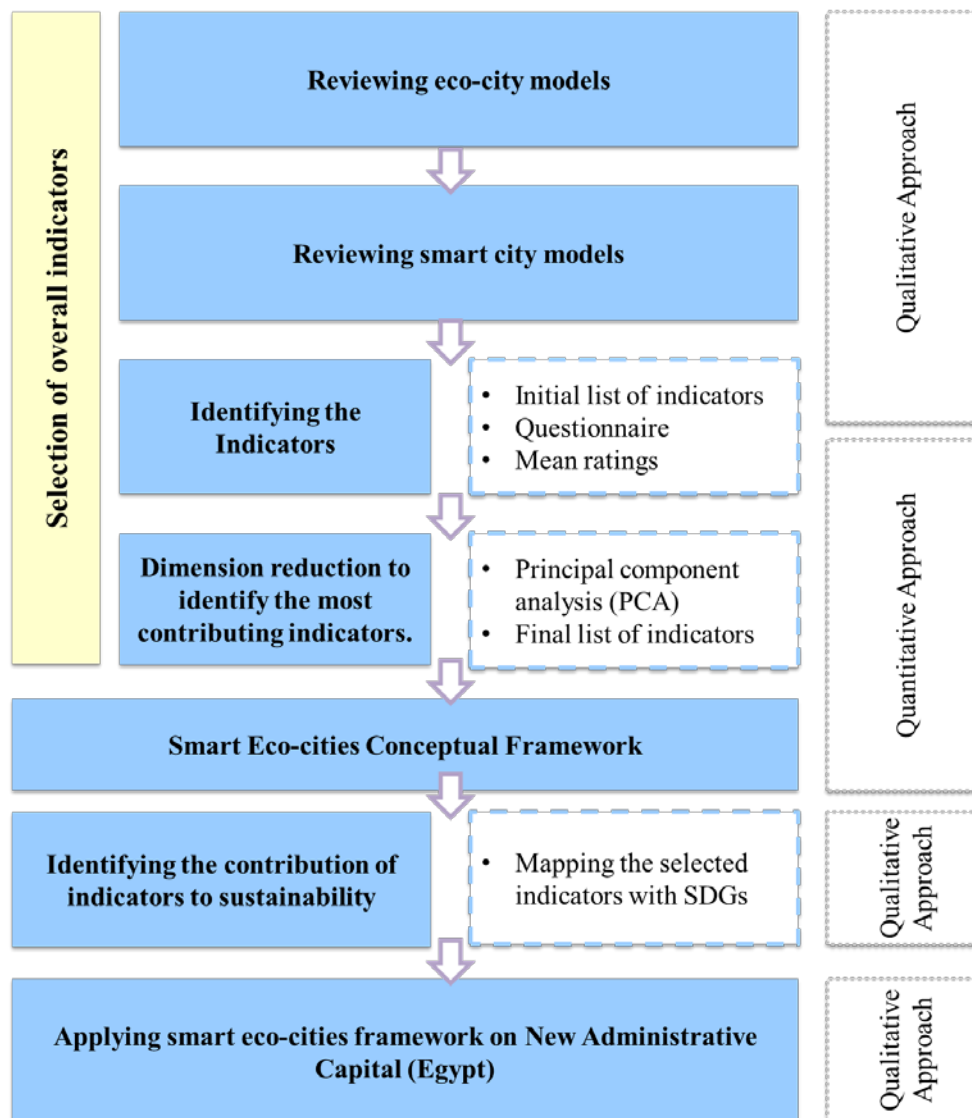 Selection of overall indicators
Reviewing eco-city models
Reviewing smart city models
Qualitative Approach
Identifying the
Indicators
• Initial list of indicators
• Questionnaire
• Mean ratings
Dimension reduction to
identify the most
contributing indicators.
• Principal component
analysis (PCA)
• Final list of indicators
Smart Eco-cities Conceptual Framework
Quantitative Approach
Identifying the contribution of
indicators to sustainability
• Mapping the selected
indicators with SDGs
Qualitative
Approach
Applying smart eco-cities framework on New Administrative
Capital (Egypt)
Qualitative
Approach